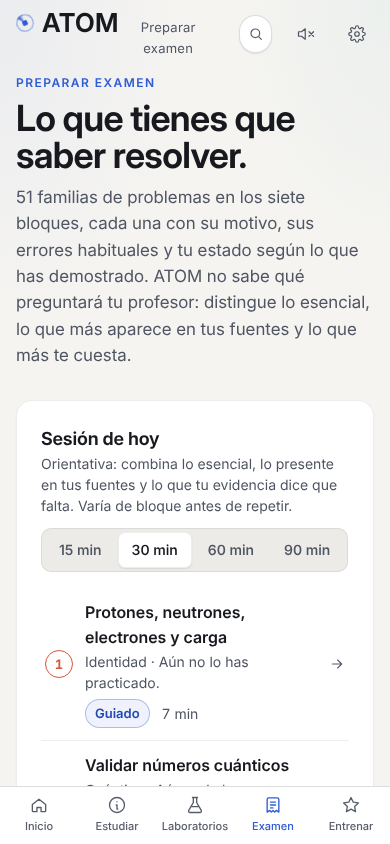 ATOM
Preparar
examen
PREPARAR EXAMEN
Lo que tienes que
saber resolver.
51 familias de problemas en los siete
bloques, cada una con su motivo, sus
errores habituales y tu estado según lo que
has demostrado. ATOM no sabe qué
preguntará tu profesor: distingue lo esencial,
lo que más aparece en tus fuentes y lo que
más te cuesta.
Sesión de hoy
Orientativa: combina lo esencial, lo presente
en tus fuentes y lo que tu evidencia dice que
falta. Varía de bloque antes de repetir.
15 min 30 min 60 min 90 min
Protones, neutrones,
electrones y carga
1
Identidad · Aún no lo has
practicado.
Guiado 7 min
Validar números cuánticos
Inicio Estudiar Laboratorios Examen Entrenar